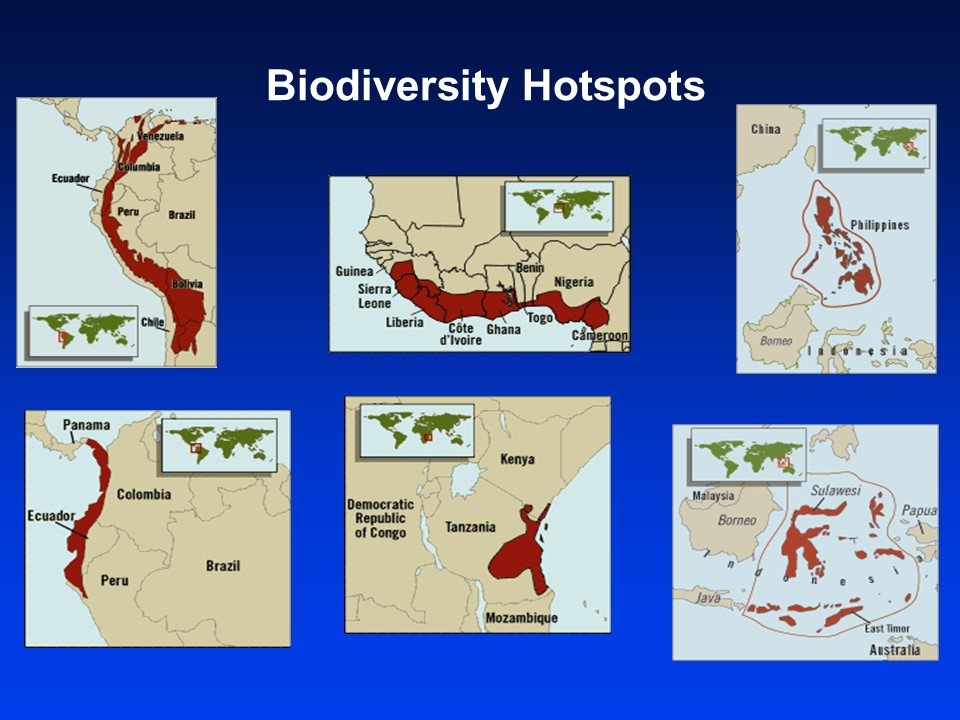 Biodiversity Hotspots
Venezuela
Columbia
Ecuador
Peru
Brazil
Bolivia
Chile
Guinea
Sierra
Leone
Liberia
Côte
d'Ivoire
Ghana
Togo
Benin
Nigeria
Cameroon
China
Philippines
Borneo
Indonesia
Panama
Colombia
Ecuador
Peru
Brazil
Kenya
Democratic
Republic
of Congo
Tanzania
Mozambique
Malaysia
Borneo
Sulawesi
Papua
Indonesia
Java
East Timor
Australia